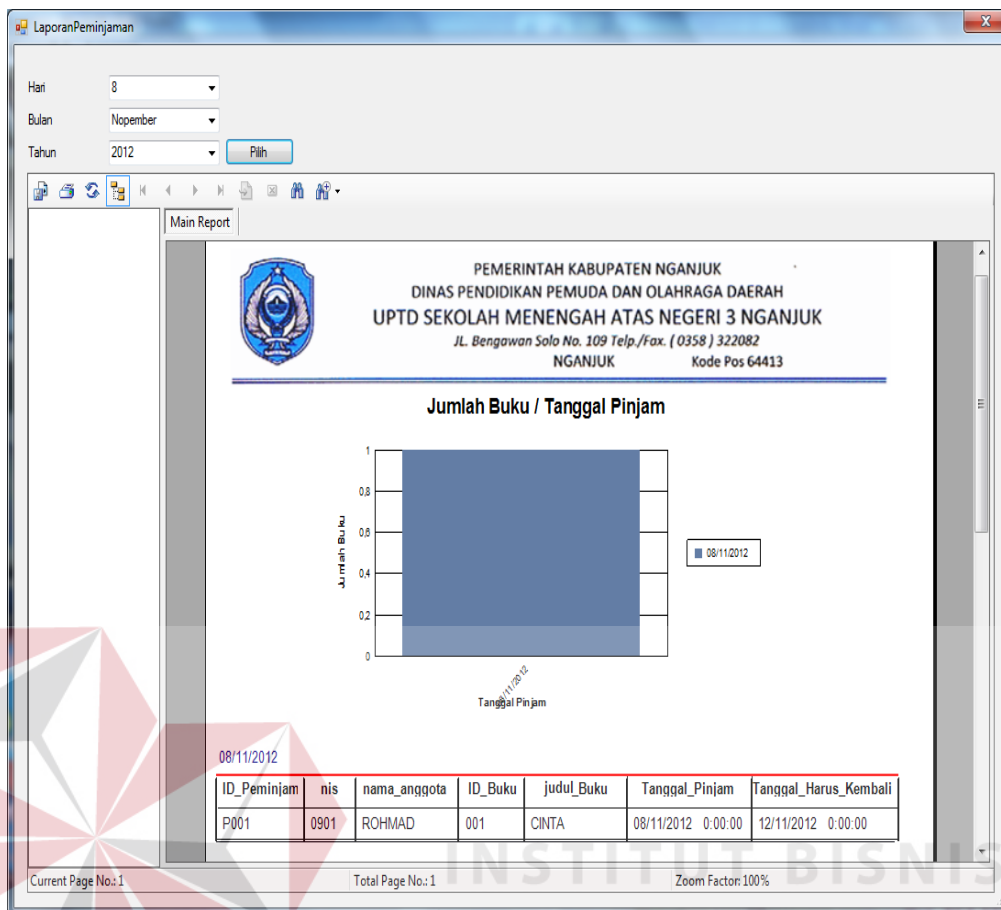 LaporanPeminjaman
X
Hari 8
Bulan Nopember
Tahun 2012 Pilih
Main Report
PEMERINTAH KABUPATEN NGANJUK
DINAS PENDIDIKAN PEMUDA DAN OLAHRAGA DAERAH
UPTD SEKOLAH MENENGAH ATAS NEGERI 3 NGANJUK
JL. Bengawan Solo No. 109 Telp./Fax. ( 0358 ) 322082
NGANJUK Kode Pos 64413
Jumlah Buku / Tanggal Pinjam
1
0,8
0,6
0,4
0,2
0
Jumlah Buku
08/11/2012
08/11/2012
Tanggal Pinjam
08/11/2012
ID_Peminjam nis nama_anggota ID_Buku judul_Buku Tanggal_Pinjam Tanggal_Harus_Kembali
P001 0901 ROHMAD 001 CINTA 08/11/2012 0:00:00 12/11/2012 0:00:00
INSTITUT BISNIS
Current Page No.: 1 Total Page No.: 1 Zoom Factor: 100%